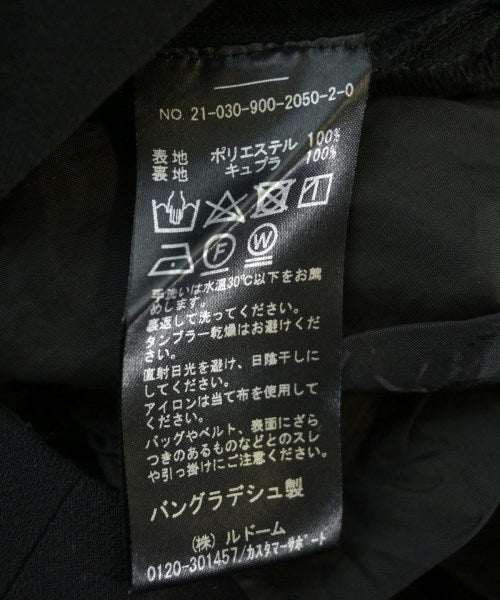 NO. 21-030-900-2050-2-0
表地 ポリエステル 100%
裏地 キュプラ 100%
F W
手洗いは水温30℃以下をお薦
めします。
裏返して洗ってください。
タンブラー乾燥はお避けくだ
さい。
直射日光を避け、日陰干しに
してください。
アイロンは当て布を使用して
ください。
バッグやベルト、表面にざら
つきのあるものなどとのスレ
や引っ掛けにご注意ください。
バングラデシュ製
(株) ルドーム
0120-301457/カスタマーサポート